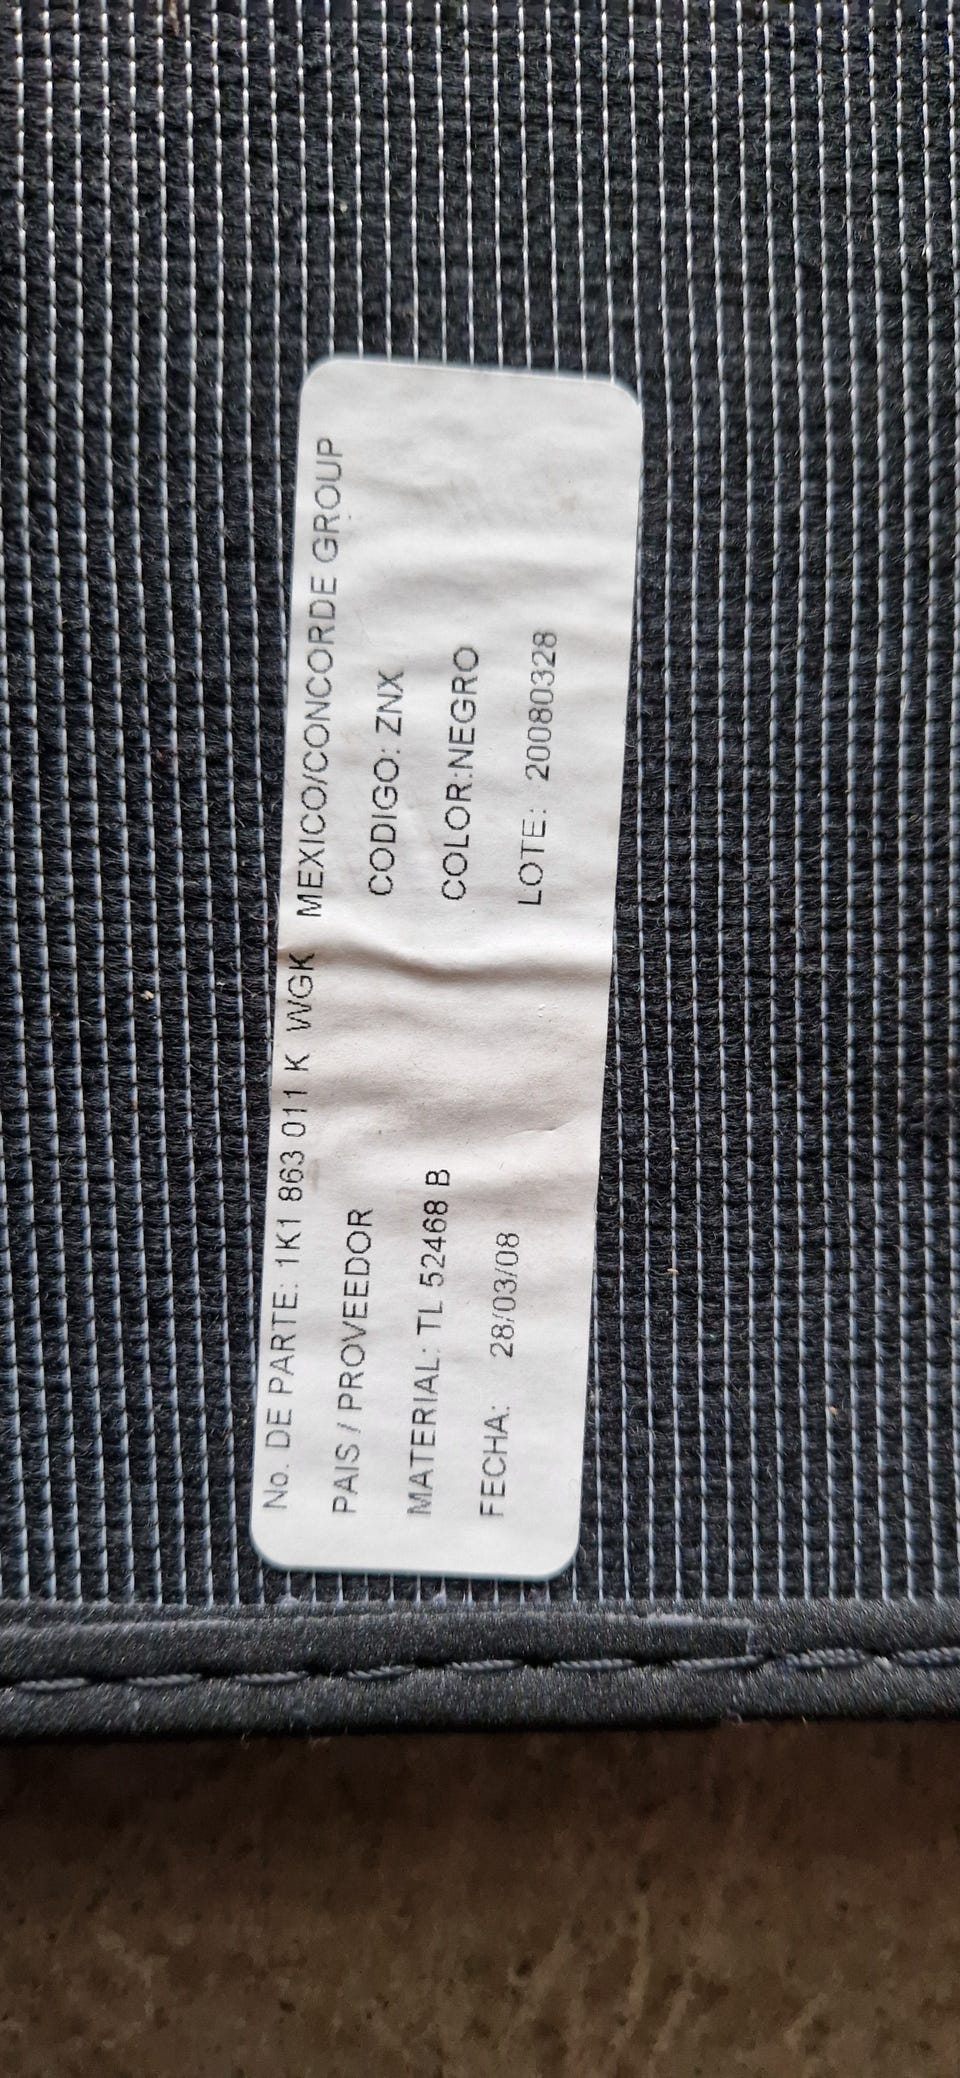 No. DE PARTE: 1K1 863 011 K WGK
PAIS / PROVEEDOR MEXICO/CONCORDE GROUP
MATERIAL: TL 52468 B CODIGO: ZNX
COLOR:NEGRO
FECHA: 28/03/08 LOTE: 20080328